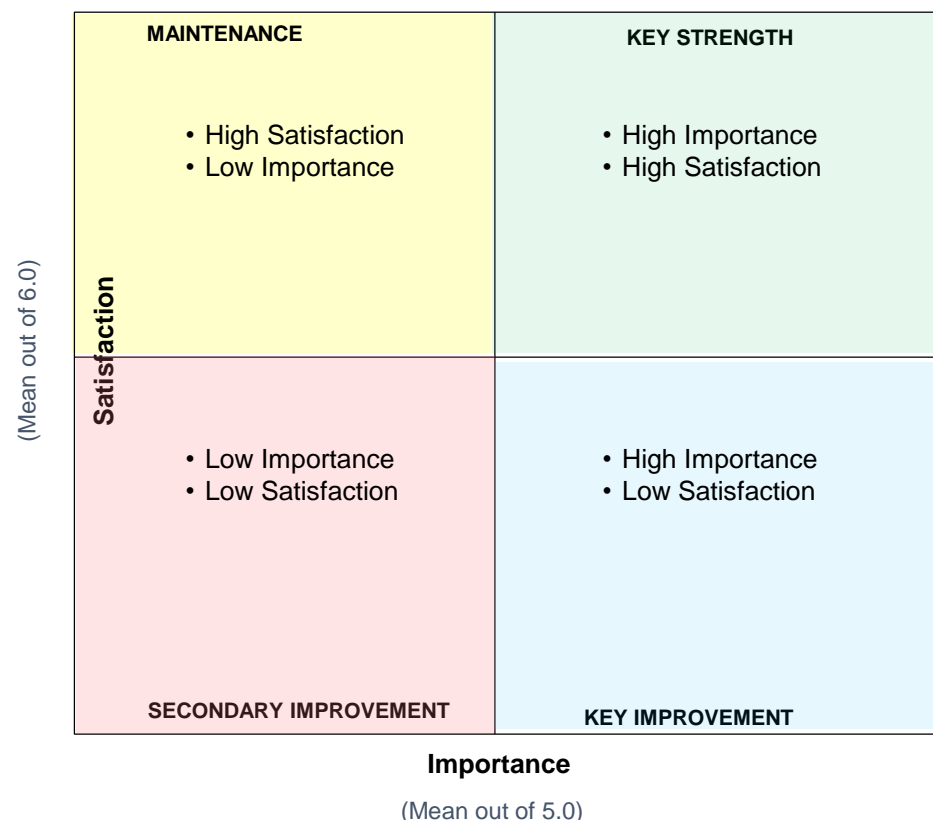 MAINTENANCE
KEY STRENGTH
• High Satisfaction
• Low Importance
• High Importance
• High Satisfaction
(Mean out of 6.0)
Satisfaction
• Low Importance
• Low Satisfaction
• High Importance
• Low Satisfaction
SECONDARY IMPROVEMENT
KEY IMPROVEMENT
Importance
(Mean out of 5.0)